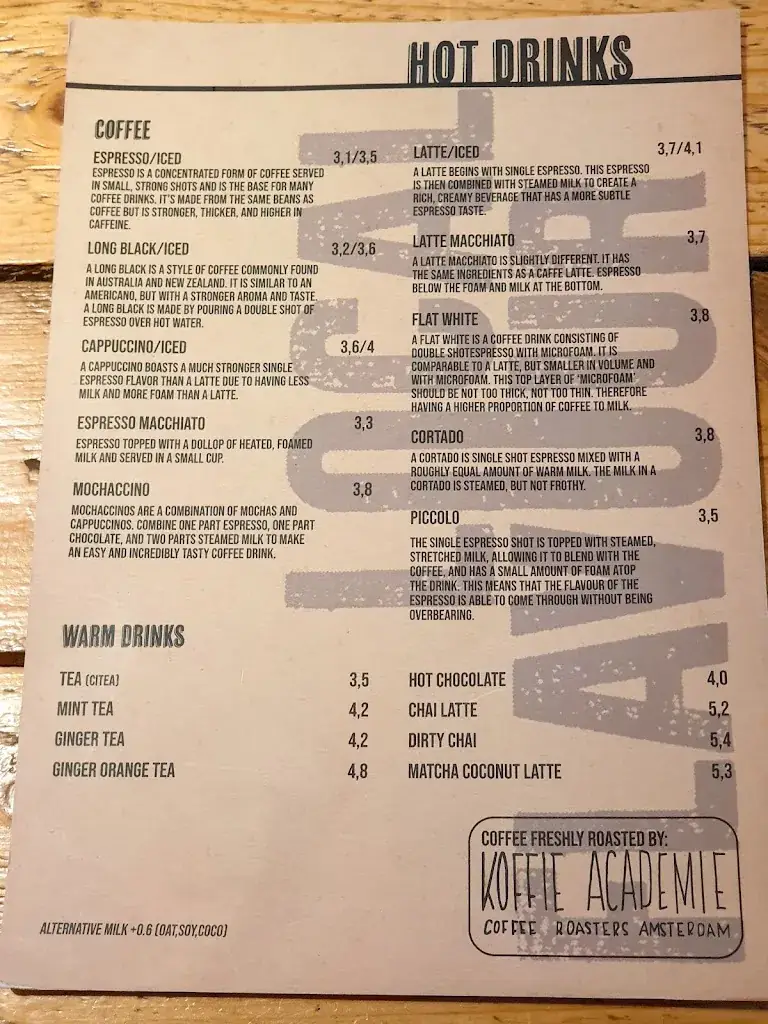 HOT DRINKS
COFFEE
ESPRESSO/ICED 3,1/3,5
ESPRESSO IS A CONCENTRATED FORM OF COFFEE SERVED
IN SMALL, STRONG SHOTS AND IS THE BASE FOR MANY
COFFEE DRINKS. IT'S MADE FROM THE SAME BEANS AS
COFFEE BUT IS STRONGER, THICKER, AND HIGHER IN
CAFFEINE.
LONG BLACK/ICED 3,2/3,6
A LONG BLACK IS A STYLE OF COFFEE COMMONLY FOUND
IN AUSTRALIA AND NEW ZEALAND. IT IS SIMILAR TO AN
AMERICANO, BUT WITH A STRONGER AROMA AND TASTE.
A LONG BLACK IS MADE BY POURING A DOUBLE SHOT OF
ESPRESSO OVER HOT WATER.
CAPPUCCINO/ICED 3,6/4
A CAPPUCCINO BOASTS A MUCH STRONGER SINGLE
ESPRESSO FLAVOR THAN A LATTE DUE TO HAVING LESS
MILK AND MORE FOAM THAN A LATTE.
ESPRESSO MACCHIATO 3,3
ESPRESSO TOPPED WITH A DOLLOP OF HEATED, FOAMED
MILK AND SERVED IN A SMALL CUP.
MOCHACCINO 3,8
MOCHACCINOS ARE A COMBINATION OF MOCHAS AND
CAPPUCCINOS. COMBINE ONE PART ESPRESSO, ONE PART
CHOCOLATE, AND TWO PARTS STEAMED MILK TO MAKE
AN EASY AND INCREDIBLY TASTY COFFEE DRINK.
LATTE/ICED 3,7/4,1
A LATTE BEGINS WITH SINGLE ESPRESSO. THIS ESPRESSO
IS THEN COMBINED WITH STEAMED MILK TO CREATE A
RICH, CREAMY BEVERAGE THAT HAS A MORE SUBTLE
ESPRESSO TASTE.
LATTE MACCHIATO 3,7
A LATTE MACCHIATO IS SLIGHTLY DIFFERENT. IT HAS
THE SAME INGREDIENTS AS A CAFFE LATTE. ESPRESSO
BELOW THE FOAM AND MILK AT THE BOTTOM.
FLAT WHITE 3,8
A FLAT WHITE IS A COFFEE DRINK CONSISTING OF
DOUBLE SHOTESPRESSO WITH MICROFOAM. IT IS
COMPARABLE TO A LATTE, BUT SMALLER IN VOLUME AND
WITH MICROFOAM. THIS TOP LAYER OF 'MICROFOAM'
SHOULD BE NOT TOO THICK, NOT TOO THIN. THEREFORE
HAVING A HIGHER PROPORTION OF COFFEE TO MILK.
CORTADO 3,8
A CORTADO IS SINGLE SHOT ESPRESSO MIXED WITH A
ROUGHLY EQUAL AMOUNT OF WARM MILK. THE MILK IN A
CORTADO IS STEAMED, BUT NOT FROTHY.
PICCOLO 3,5
THE SINGLE ESPRESSO SHOT IS TOPPED WITH STEAMED,
STRETCHED MILK, ALLOWING IT TO BLEND WITH THE
COFFEE, AND HAS A SMALL AMOUNT OF FOAM ATOP
THE DRINK. THIS MEANS THAT THE FLAVOUR OF THE
ESPRESSO IS ABLE TO COME THROUGH WITHOUT BEING
OVERBEARING.
WARM DRINKS
TEA (CITEA) 3,5
MINT TEA 4,2
GINGER TEA 4,2
GINGER ORANGE TEA 4,8
HOT CHOCOLATE 4,0
CHAI LATTE 5,2
DIRTY CHAI 5,4
MATCHA COCONUT LATTE 5,3
COFFEE FRESHLY ROASTED BY:
KOFFIE ACADEMIE
COFFEE ROASTERS AMSTERDAM
ALTERNATIVE MILK +0.6 (OAT,SOY,COCO)
LOCAL
FLAVOUR